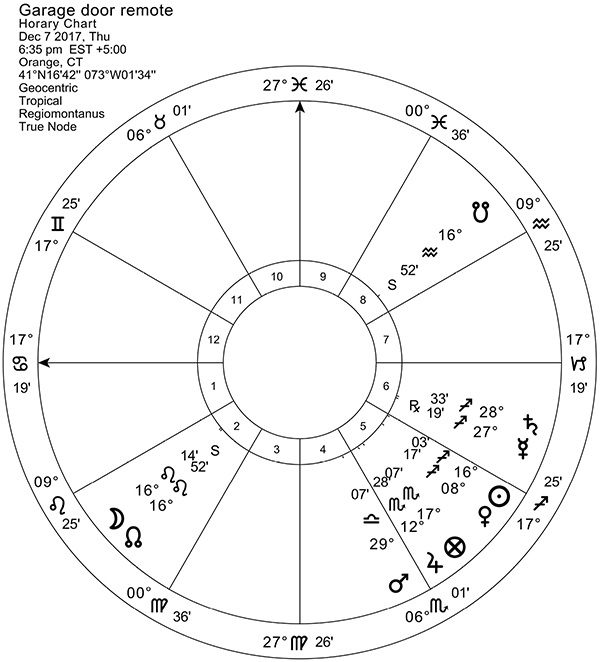 Garage door remote
Horary Chart
Dec 7 2017, Thu
6:35 pm EST +5:00
Orange, CT
41°N16'42" 073°W01'34"
Geocentric
Tropical
Regiomontanus
True Node
27° ♓ 26'
06° ♉ 01'
00° ♓ 36'
25'
♊
17°
09°
♒
25'
☋
16°
♒
52'
S
10
9
11
8
12
7
1
6
2
5
3
4
17°
♋
19'
17°
♑
19'
℞ 33' ♐ 28° ♄
19' ♐ 27° ☿
03' ♐ 16° ☉
17' ♐ 08° ♀
07' ♏ 17° ⊗
28' ♏ 12° ♃
07' ♎ 29° ♂
14' ♌ 16° ☽
S 52' ♌ 16° ☊
09°
♌
25'
25'
♐
17°
00° ♍ 36'
27° ♍ 26'
06° ♏ 01'